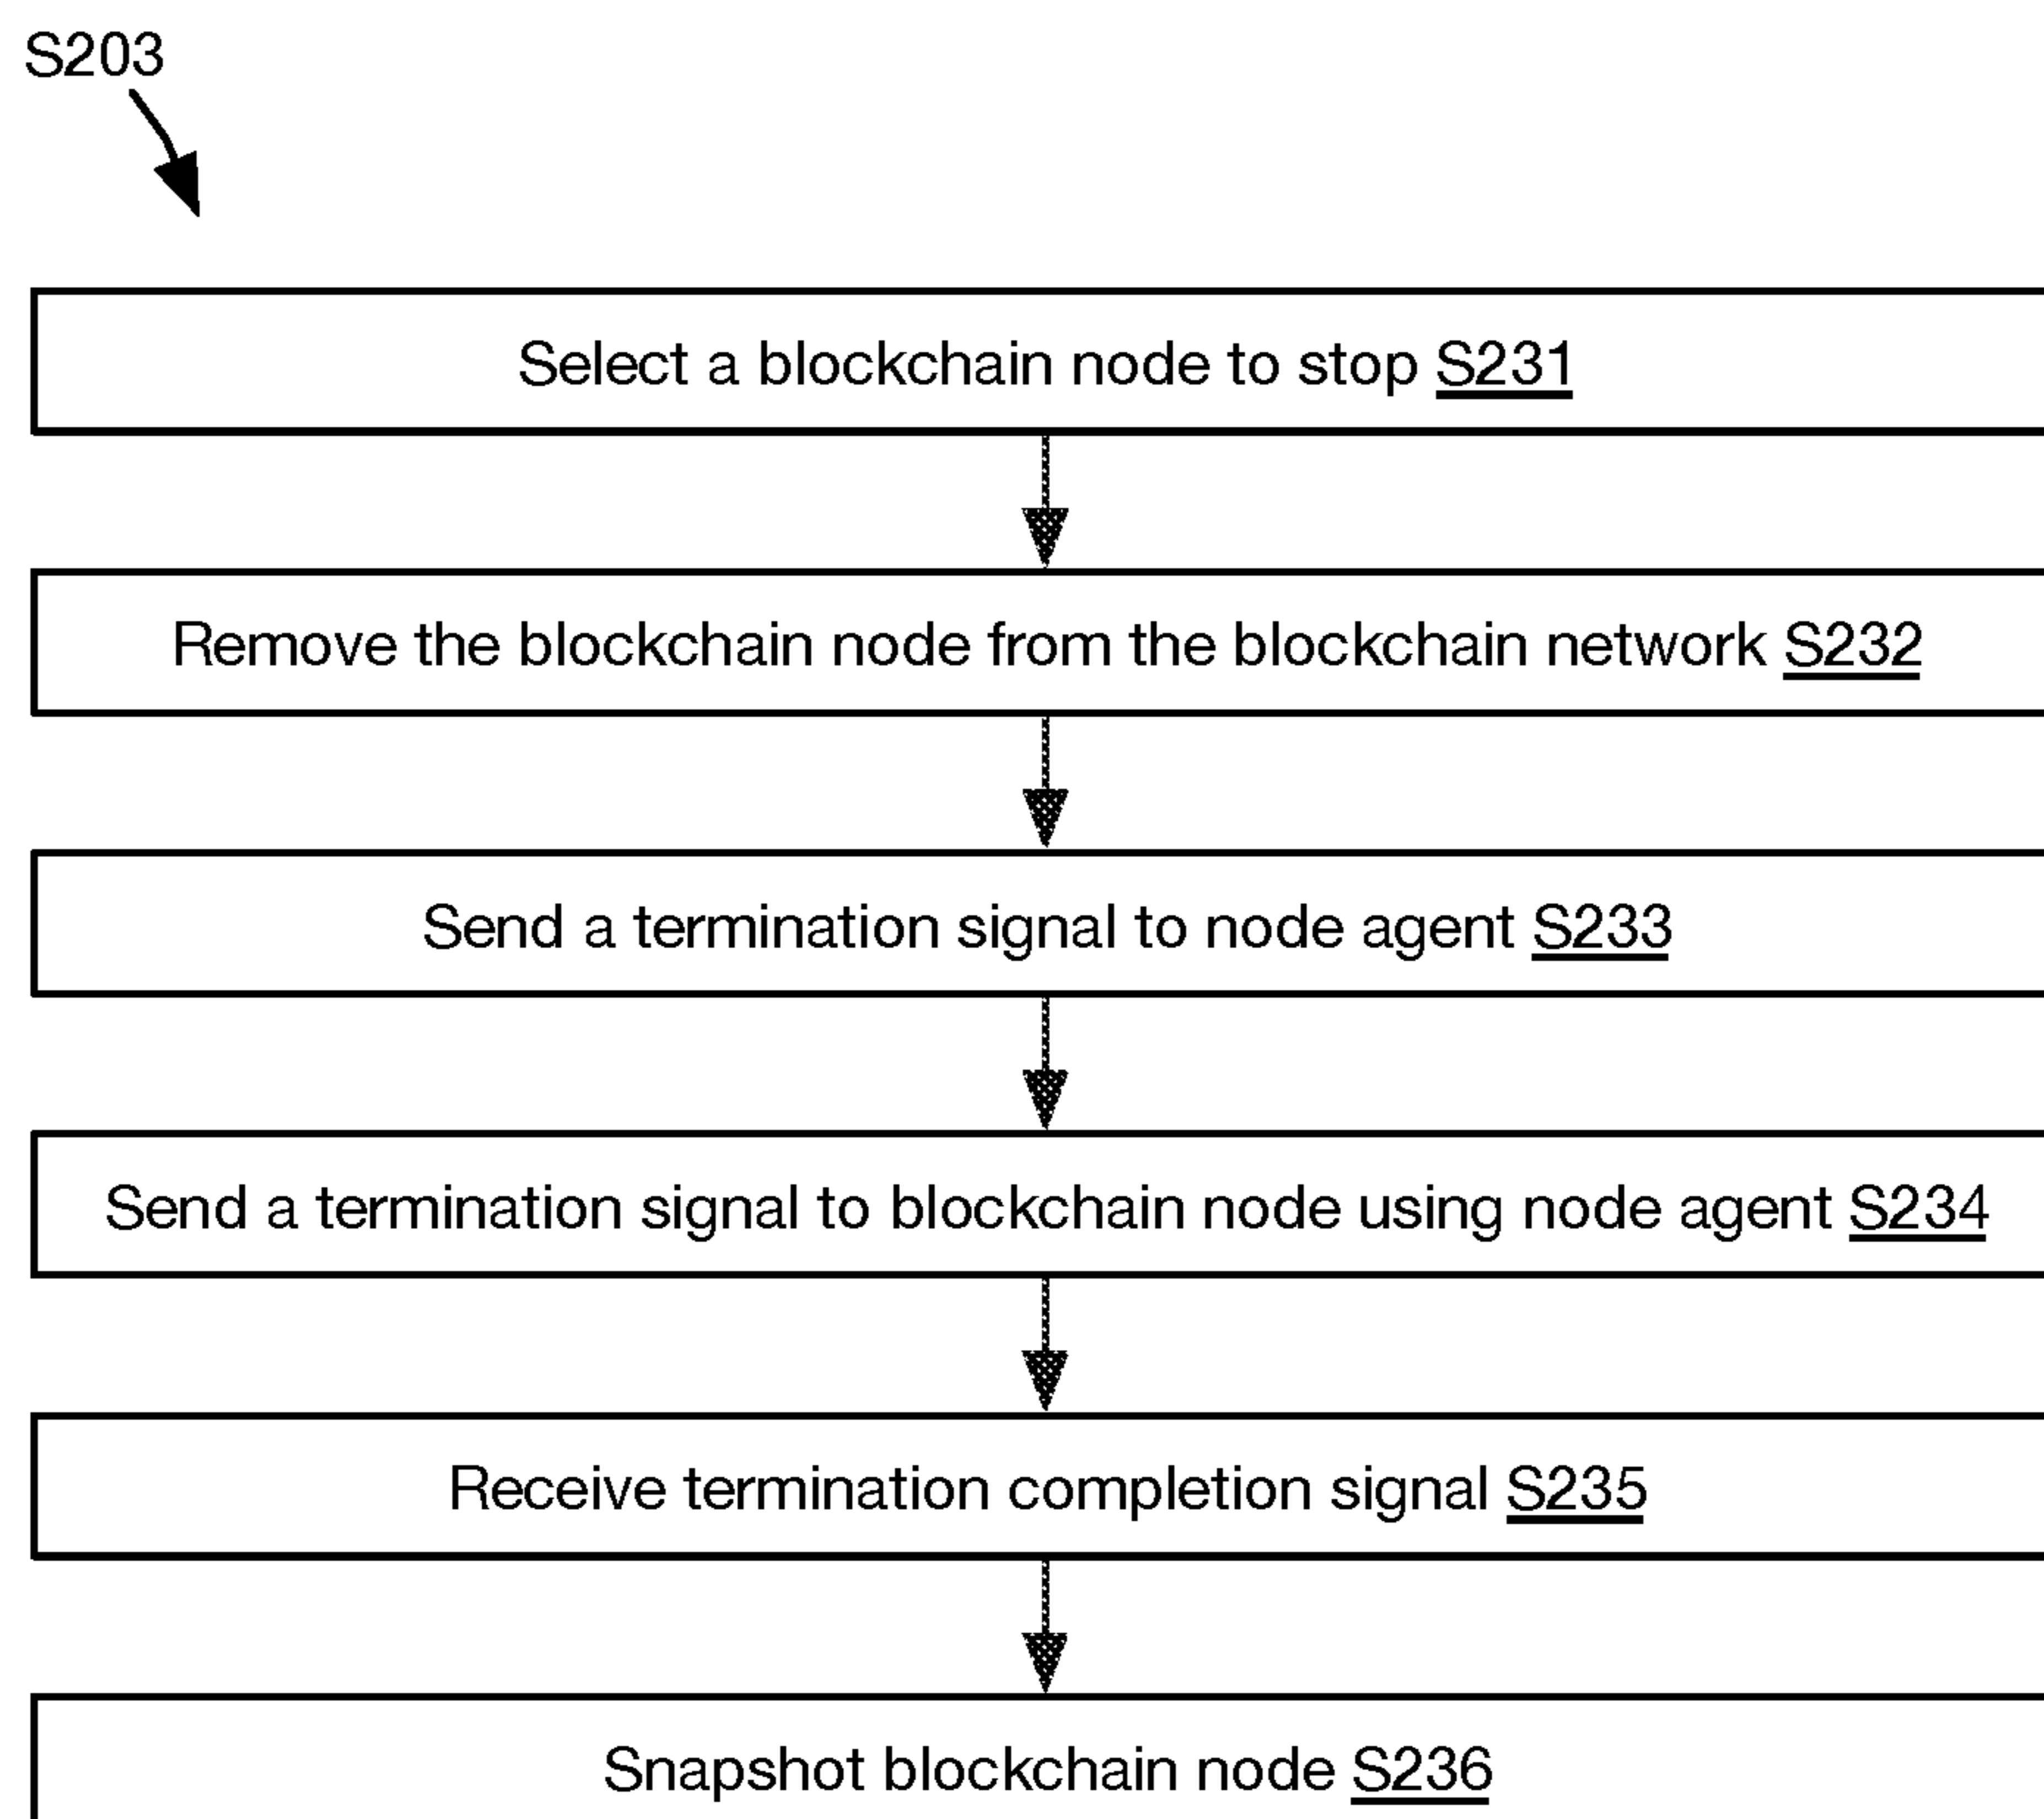 S203
Select a blockchain node to stop S231
Remove the blockchain node from the blockchain network S232
Send a termination signal to node agent S233
Send a termination signal to blockchain node using node agent S234
Receive termination completion signal S235
Snapshot blockchain node S236